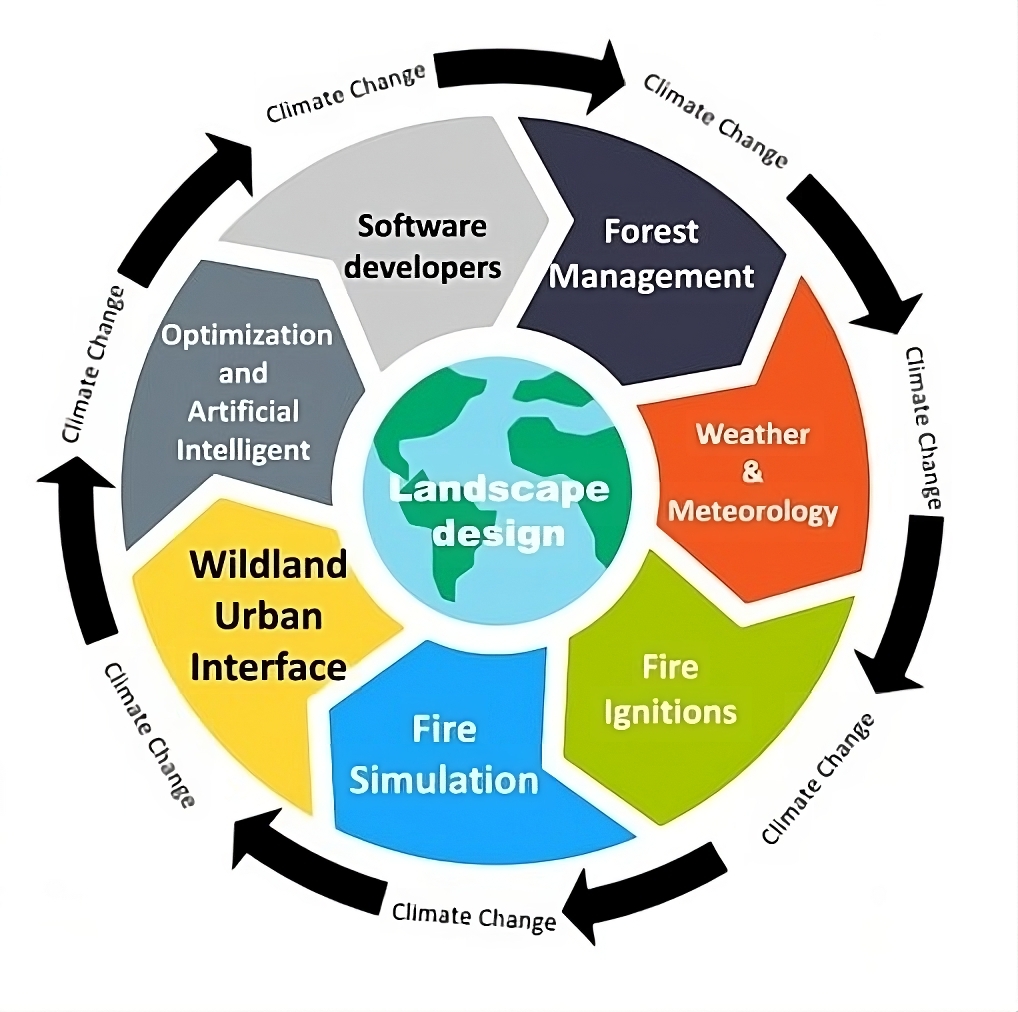 Climate Change
Climate Change
Software
developers
Forest
Management
Optimization
and
Artificial
Intelligent
Climate Change
Climate Change
Weather
&
Meteorology
Landscape
design
Wildland
Urban
Interface
Fire
Ignitions
Fire
Simulation
Climate Change
Climate Change
Climate Change